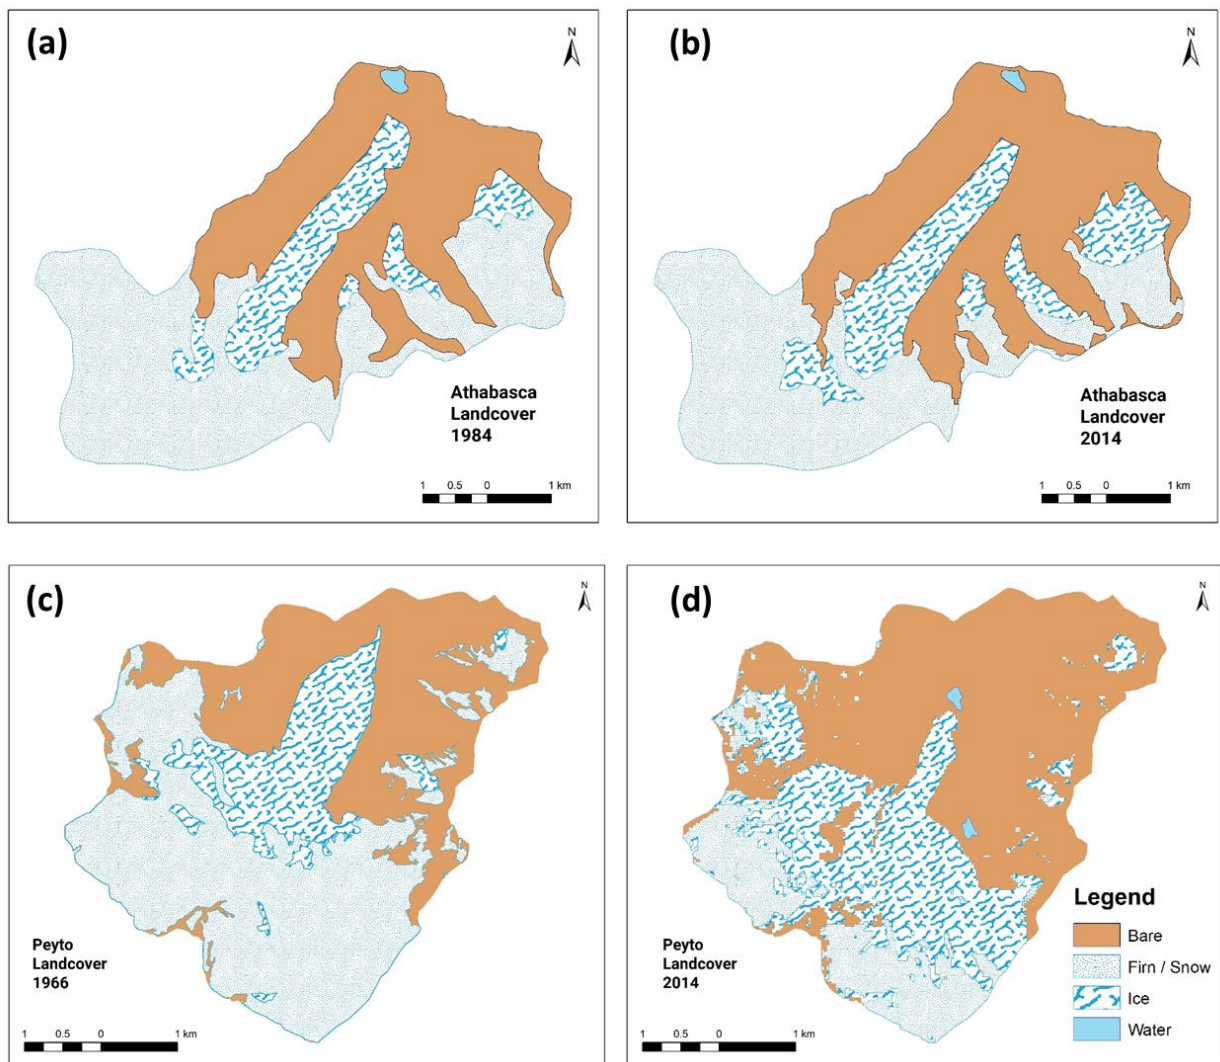 (a)
N
Athabasca
Landcover
1984
1 0.5 0 1 km
(b)
N
Athabasca
Landcover
2014
1 0.5 0 1 km
(c)
N
Peyto
Landcover
1966
1 0.5 0 1 km
(d)
N
Peyto
Landcover
2014
1 0.5 0 1 km
Legend
Bare
Firn / Snow
Ice
Water